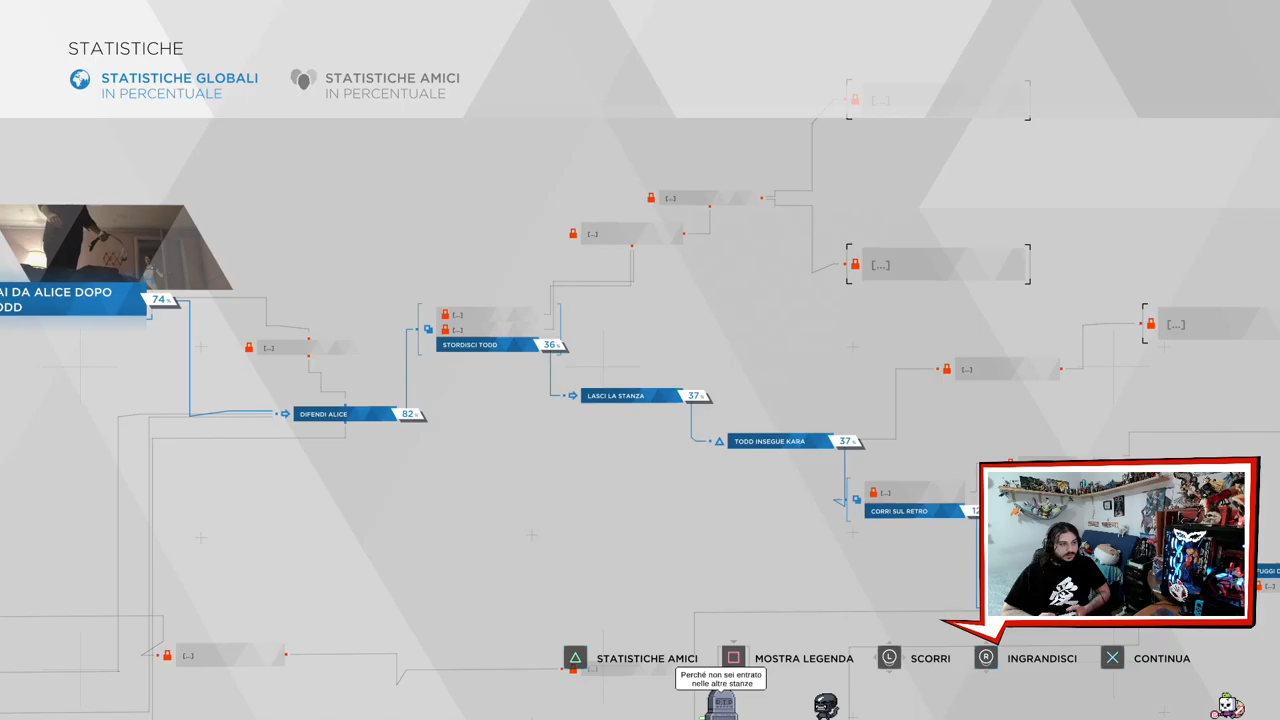 STATISTICHE
STATISTICHE GLOBALI
IN PERCENTUALE
STATISTICHE AMICI
IN PERCENTUALE
[...]
[...]
[...]
[...]
AI DA ALICE DOPO
ODD
74%
[...]
[...]
[...]
STORDISCI TODD 36%
[...]
[...]
LASCI LA STANZA 37%
DIFENDI ALICE 82%
TODD INSEGUE KARA 37%
[...]
CORRI SUL RETRO 12
FUGGI D
[...]
[...]
[...]
STATISTICHE AMICI
MOSTRA LEGENDA
L SCORRI
R INGRANDISCI
CONTINUA
Perché non sei entrato
nelle altre stanze